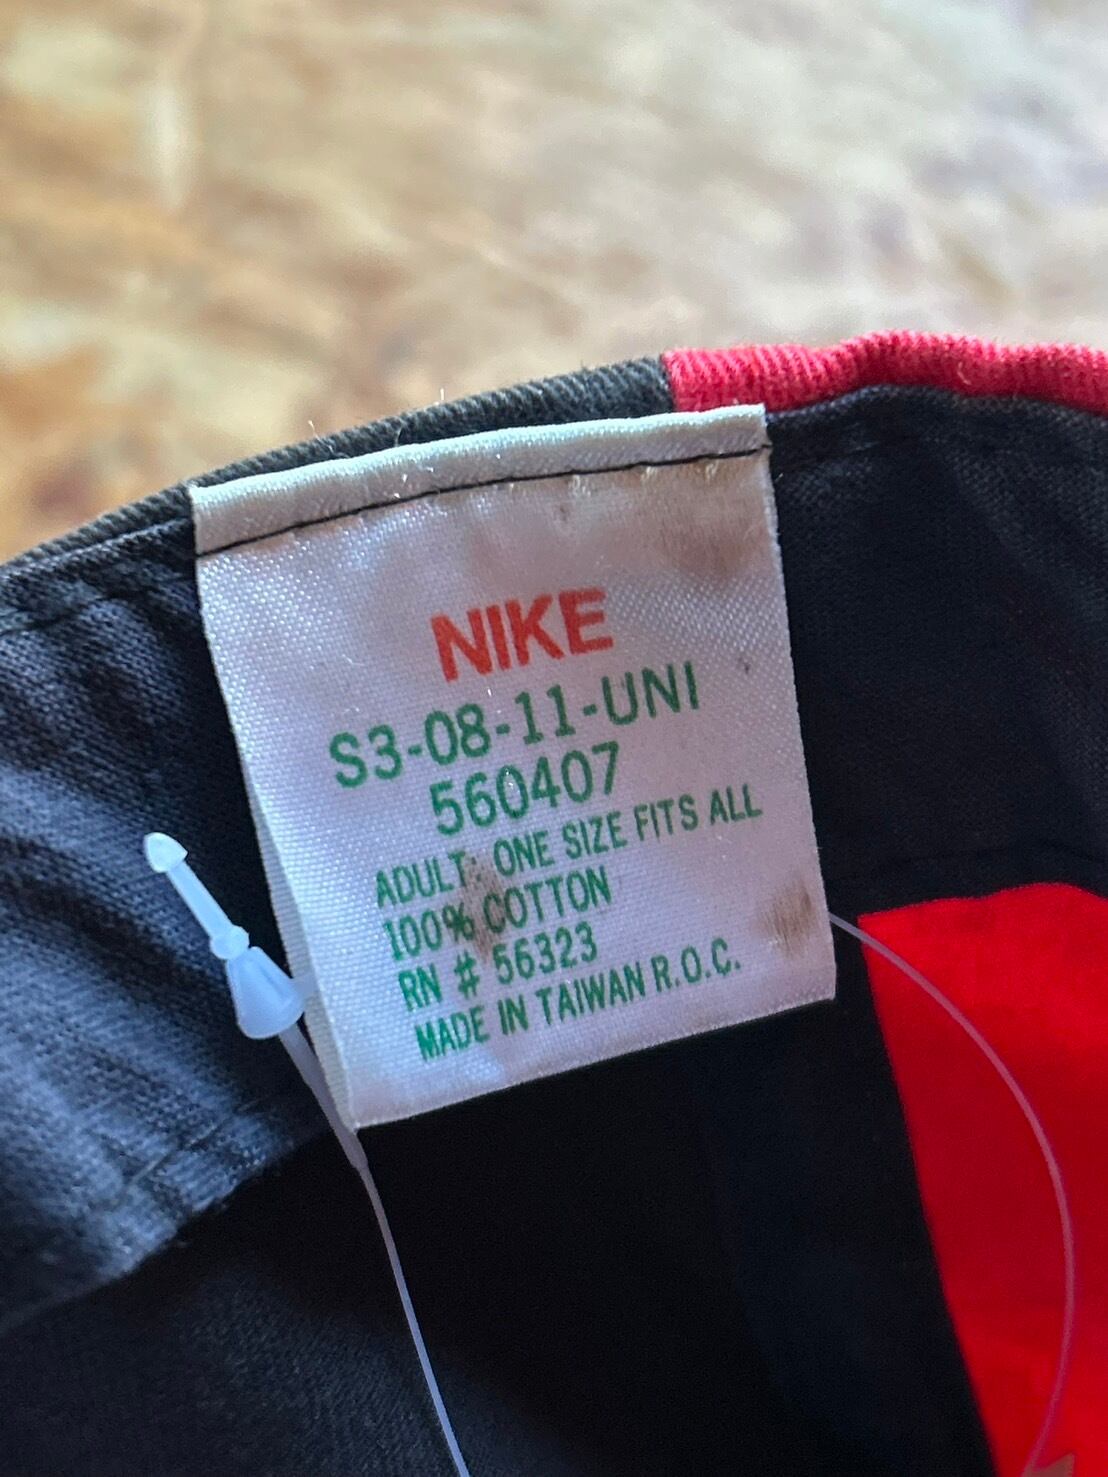 NIKE
S3-08-11-UNI
560407
ADULT: ONE SIZE FITS ALL
100% COTTON
RN # 56323
MADE IN TAIWAN R.O.C.